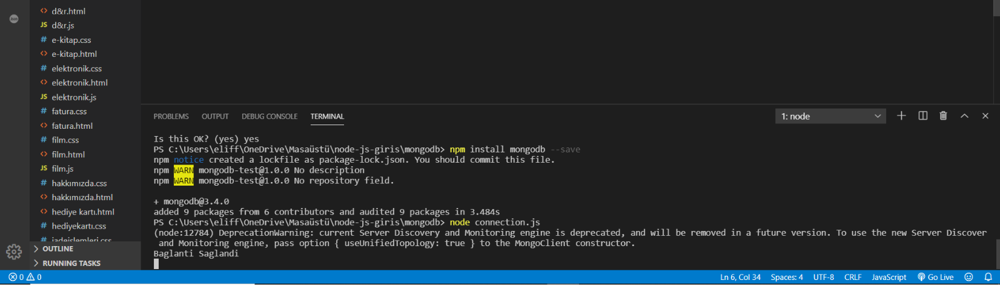 d&r.html
JS d&r.js
# e-kitap.css
<> e-kitap.html
# elektronik.css
<> elektronik.html
JS elektronik.js
# fatura.css
<> fatura.html
# film.css
<> film.html
JS film.js
# hakkımızda.css
<> hakkımızda.html
<> hediye kartı.html
# hediyekartı.css
# iadeislemleri.css
> OUTLINE
> RUNNING TASKS
PROBLEMS OUTPUT DEBUG CONSOLE TERMINAL 1: node
Is this OK? (yes) yes
PS C:\Users\eliff\OneDrive\Masaüstü\node-js-giris\mongodb> npm install mongodb --save
npm notice created a lockfile as package-lock.json. You should commit this file.
npm WARN mongodb-test@1.0.0 No description
npm WARN mongodb-test@1.0.0 No repository field.
+ mongodb@3.4.0
added 9 packages from 6 contributors and audited 9 packages in 3.484s
PS C:\Users\eliff\OneDrive\Masaüstü\node-js-giris\mongodb> node connection.js
(node:12784) DeprecationWarning: current Server Discovery and Monitoring engine is deprecated, and will be removed in a future version. To use the new Server Discover
and Monitoring engine, pass option { useUnifiedTopology: true } to the MongoClient constructor.
Baglanti Saglandi
0 0 Ln 6, Col 34 Spaces: 4 UTF-8 CRLF JavaScript Go Live